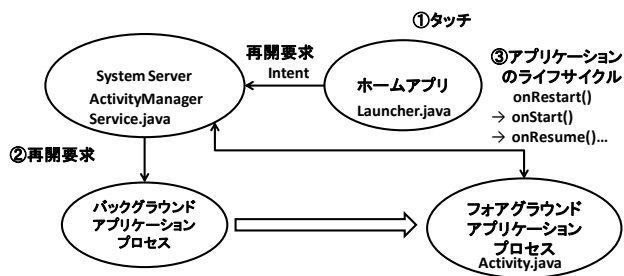 ①タッチ
再開要求
Intent
System Server
ActivityManager
Service.java
ホームアプリ
Launcher.java
③アプリケーション
のライフサイクル
onRestart()
→ onStart()
→ onResume()...
②再開要求
バックグラウンド
アプリケーション
プロセス
フォアグラウンド
アプリケーション
プロセス
Activity.java